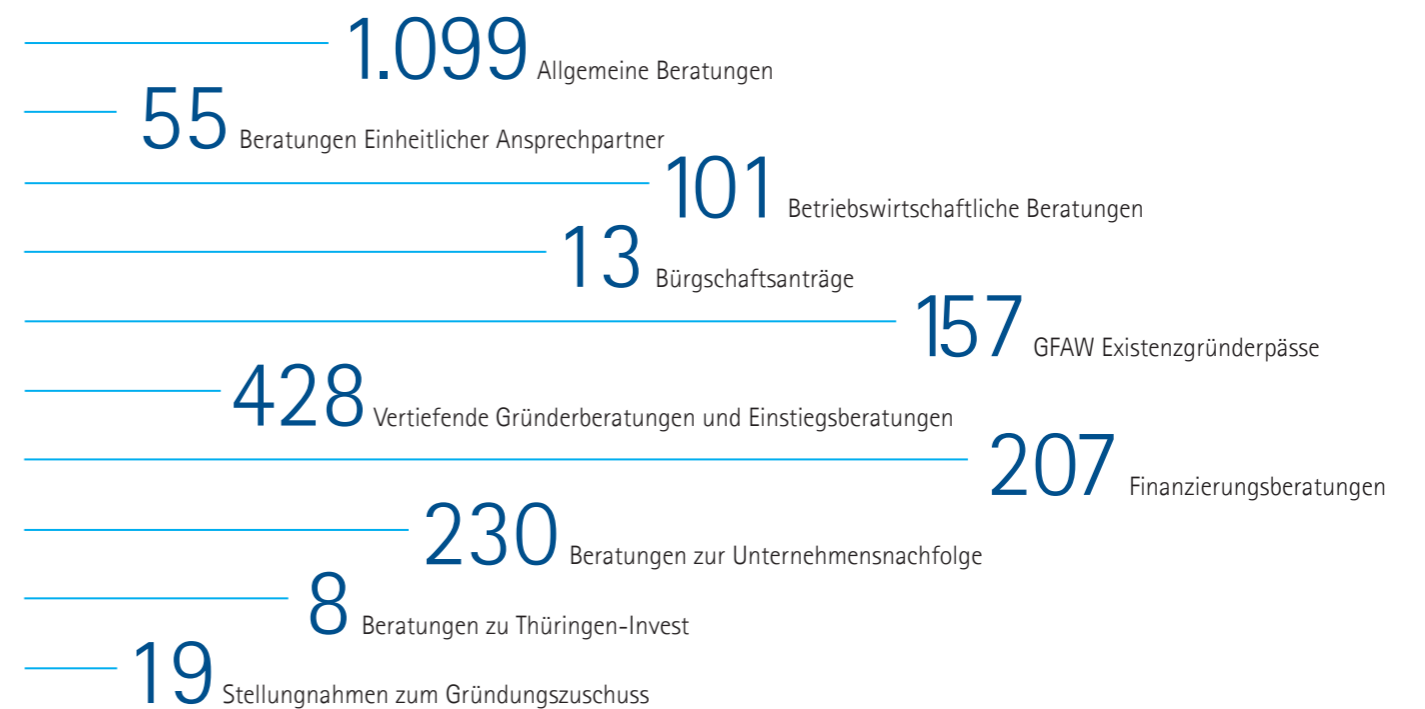 1.099 Allgemeine Beratungen
55 Beratungen Einheitlicher Ansprechpartner
101 Betriebswirtschaftliche Beratungen
13 Bürgschaftsanträge
157 GFAW Existenzgründerpässe
428 Vertiefende Gründerberatungen und Einstiegsberatungen
207 Finanzierungsberatungen
230 Beratungen zur Unternehmensnachfolge
8 Beratungen zu Thüringen-Invest
19 Stellungnahmen zum Gründungszuschuss